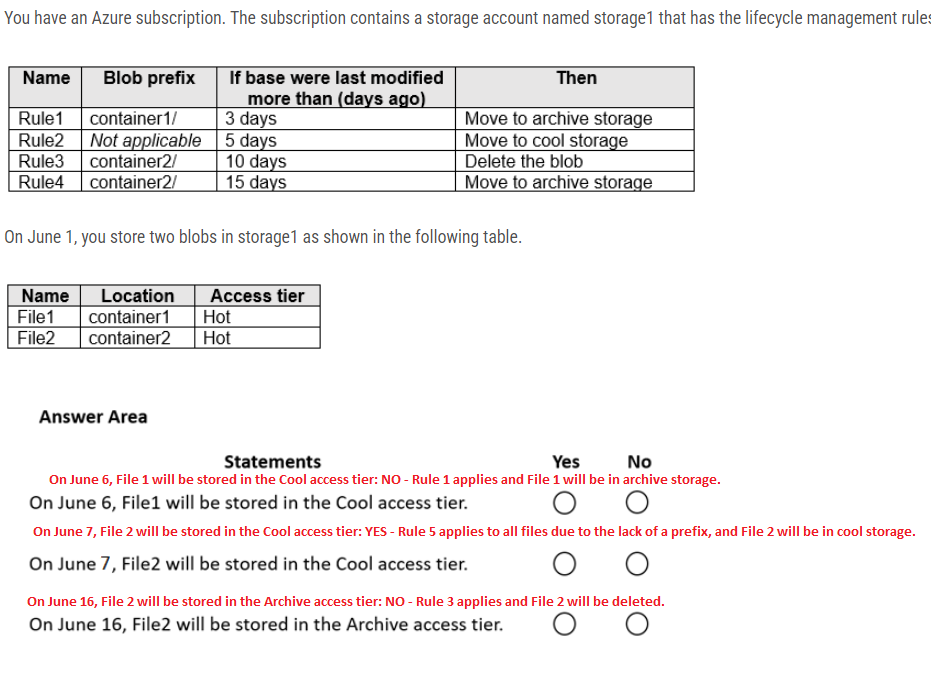 You have an Azure subscription. The subscription contains a storage account named storage1 that has the lifecycle management rules
Name Blob prefix If base were last modified more than (days ago) Then
Rule1 container1/ 3 days Move to archive storage
Rule2 Not applicable 5 days Move to cool storage
Rule3 container2/ 10 days Delete the blob
Rule4 container2/ 15 days Move to archive storage
On June 1, you store two blobs in storage1 as shown in the following table.
Name Location Access tier
File1 container1 Hot
File2 container2 Hot
Answer Area
Statements Yes No
On June 6, File 1 will be stored in the Cool access tier: NO - Rule 1 applies and File 1 will be in archive storage.
On June 6, File1 will be stored in the Cool access tier.
On June 7, File 2 will be stored in the Cool access tier: YES - Rule 5 applies to all files due to the lack of a prefix, and File 2 will be in cool storage.
On June 7, File2 will be stored in the Cool access tier.
On June 16, File 2 will be stored in the Archive access tier: NO - Rule 3 applies and File 2 will be deleted.
On June 16, File2 will be stored in the Archive access tier.